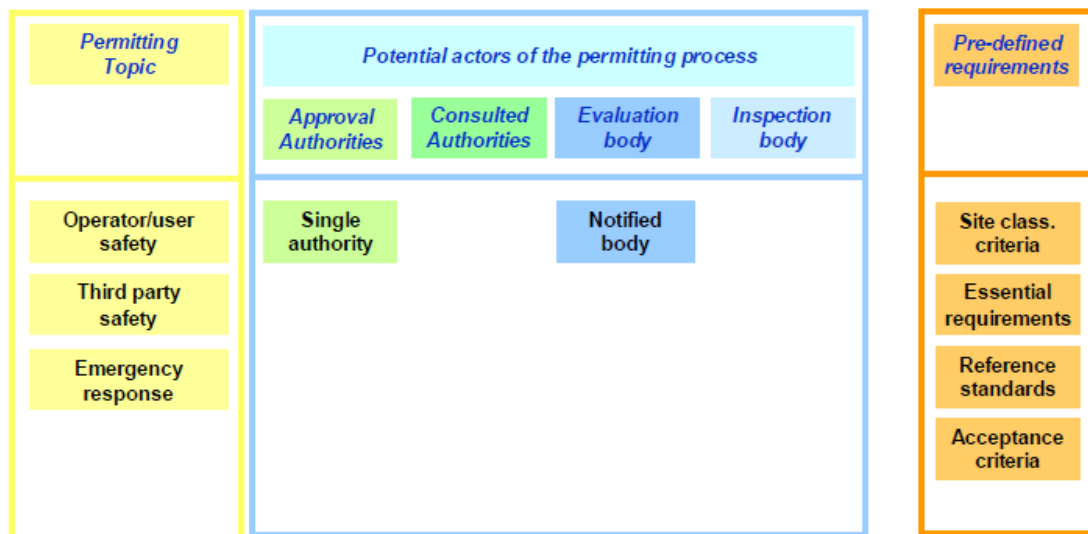 Permitting
Topic
Potential actors of the permitting process
Pre-defined
requirements
Approval
Authorities
Consulted
Authorities
Evaluation
body
Inspection
body
Operator/user
safety
Single
authority
Notified
body
Site class.
criteria
Third party
safety
Essential
requirements
Emergency
response
Reference
standards
Acceptance
criteria